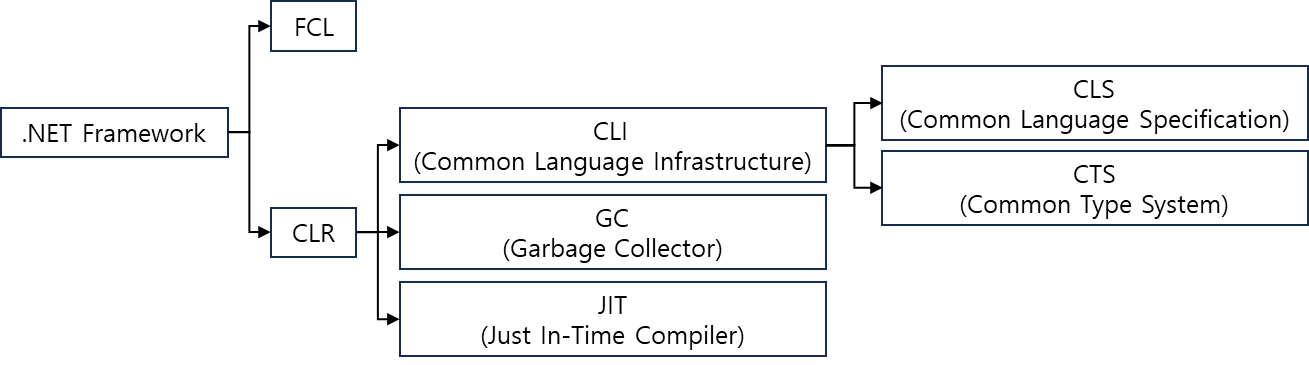 FCL
.NET Framework
CLR
CLI
(Common Language Infrastructure)
GC
(Garbage Collector)
JIT
(Just In-Time Compiler)
CLS
(Common Language Specification)
CTS
(Common Type System)